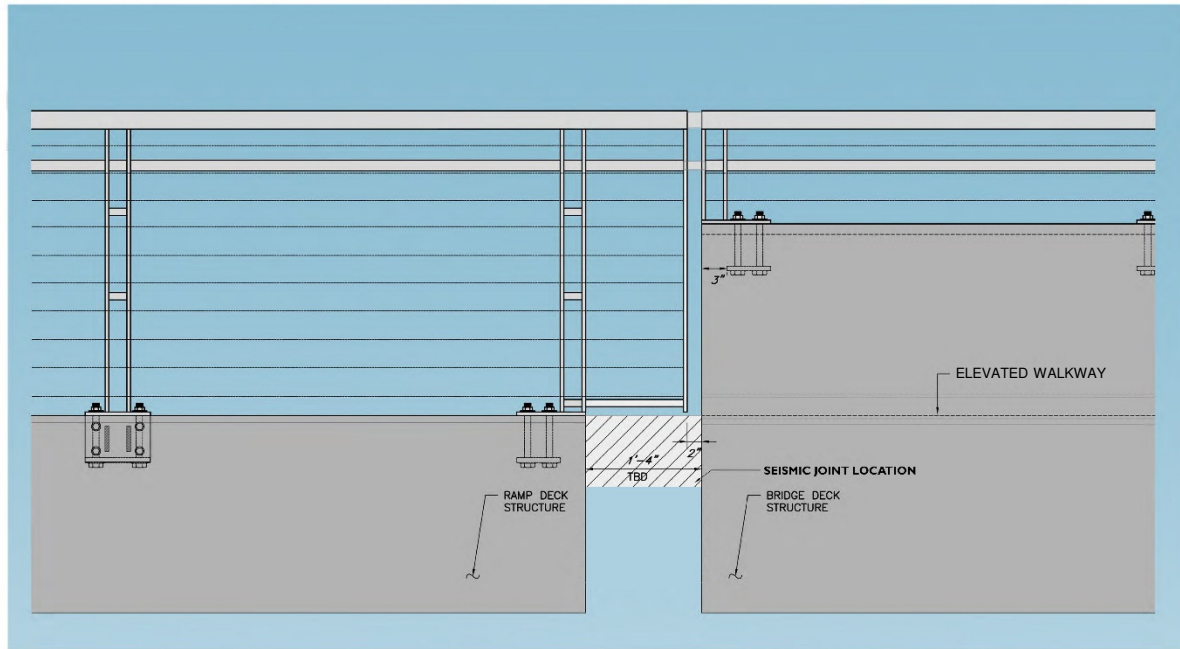 3"
ELEVATED WALKWAY
2"
1'-4"
TBD
SEISMIC JOINT LOCATION
RAMP DECK
STRUCTURE
BRIDGE DECK
STRUCTURE